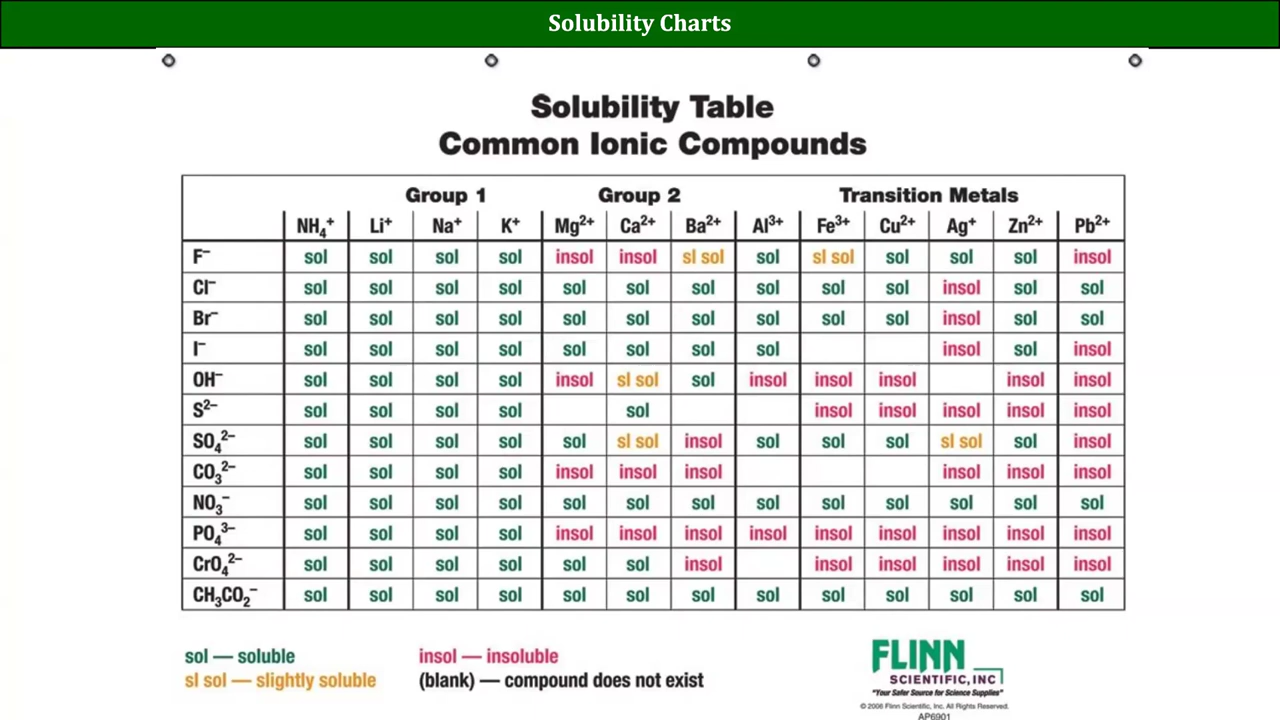 Solubility Charts
Solubility Table
Common Ionic Compounds
Group 1 Group 2 Transition Metals
NH₄⁺ Li⁺ Na⁺ K⁺ Mg²⁺ Ca²⁺ Ba²⁺ Al³⁺ Fe³⁺ Cu²⁺ Ag⁺ Zn²⁺ Pb²⁺
F⁻ sol sol sol sol insol insol sl sol sol sl sol sol sol sol insol
Cl⁻ sol sol sol sol sol sol sol sol sol sol insol sol sol
Br⁻ sol sol sol sol sol sol sol sol sol sol insol sol sol
I⁻ sol sol sol sol sol sol sol sol insol sol insol
OH⁻ sol sol sol sol insol sl sol sol insol insol insol insol insol
S²⁻ sol sol sol sol sol insol insol insol insol insol
SO₄²⁻ sol sol sol sol sol sl sol insol sol sol sol sl sol sol insol
CO₃²⁻ sol sol sol sol insol insol insol insol insol insol
NO₃⁻ sol sol sol sol sol sol sol sol sol sol sol sol sol
PO₄³⁻ sol sol sol sol insol insol insol insol insol insol insol insol insol
CrO₄²⁻ sol sol sol sol sol sol insol insol insol insol insol insol
CH₃CO₂⁻ sol sol sol sol sol sol sol sol sol sol sol sol sol
sol — soluble insol — insoluble
sl sol — slightly soluble (blank) — compound does not exist
FLINN
SCIENTIFIC, INC
"Your Safer Source for Science Supplies"
© 2006 Flinn Scientific, Inc. All Rights Reserved.
AP6901